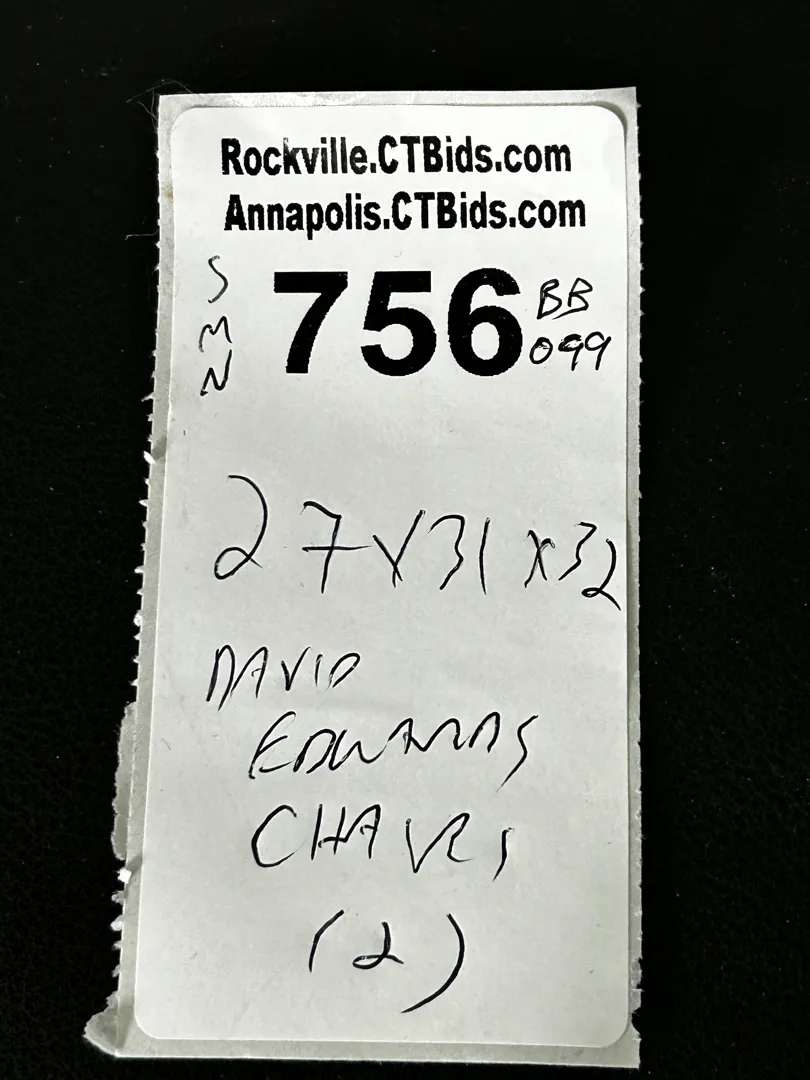 Rockville.CTBids.com
Annapolis.CTBids.com
S
M
N
756
BB
099
27X31X32
DAVID
EDWARDS
CHAIRS
(2)